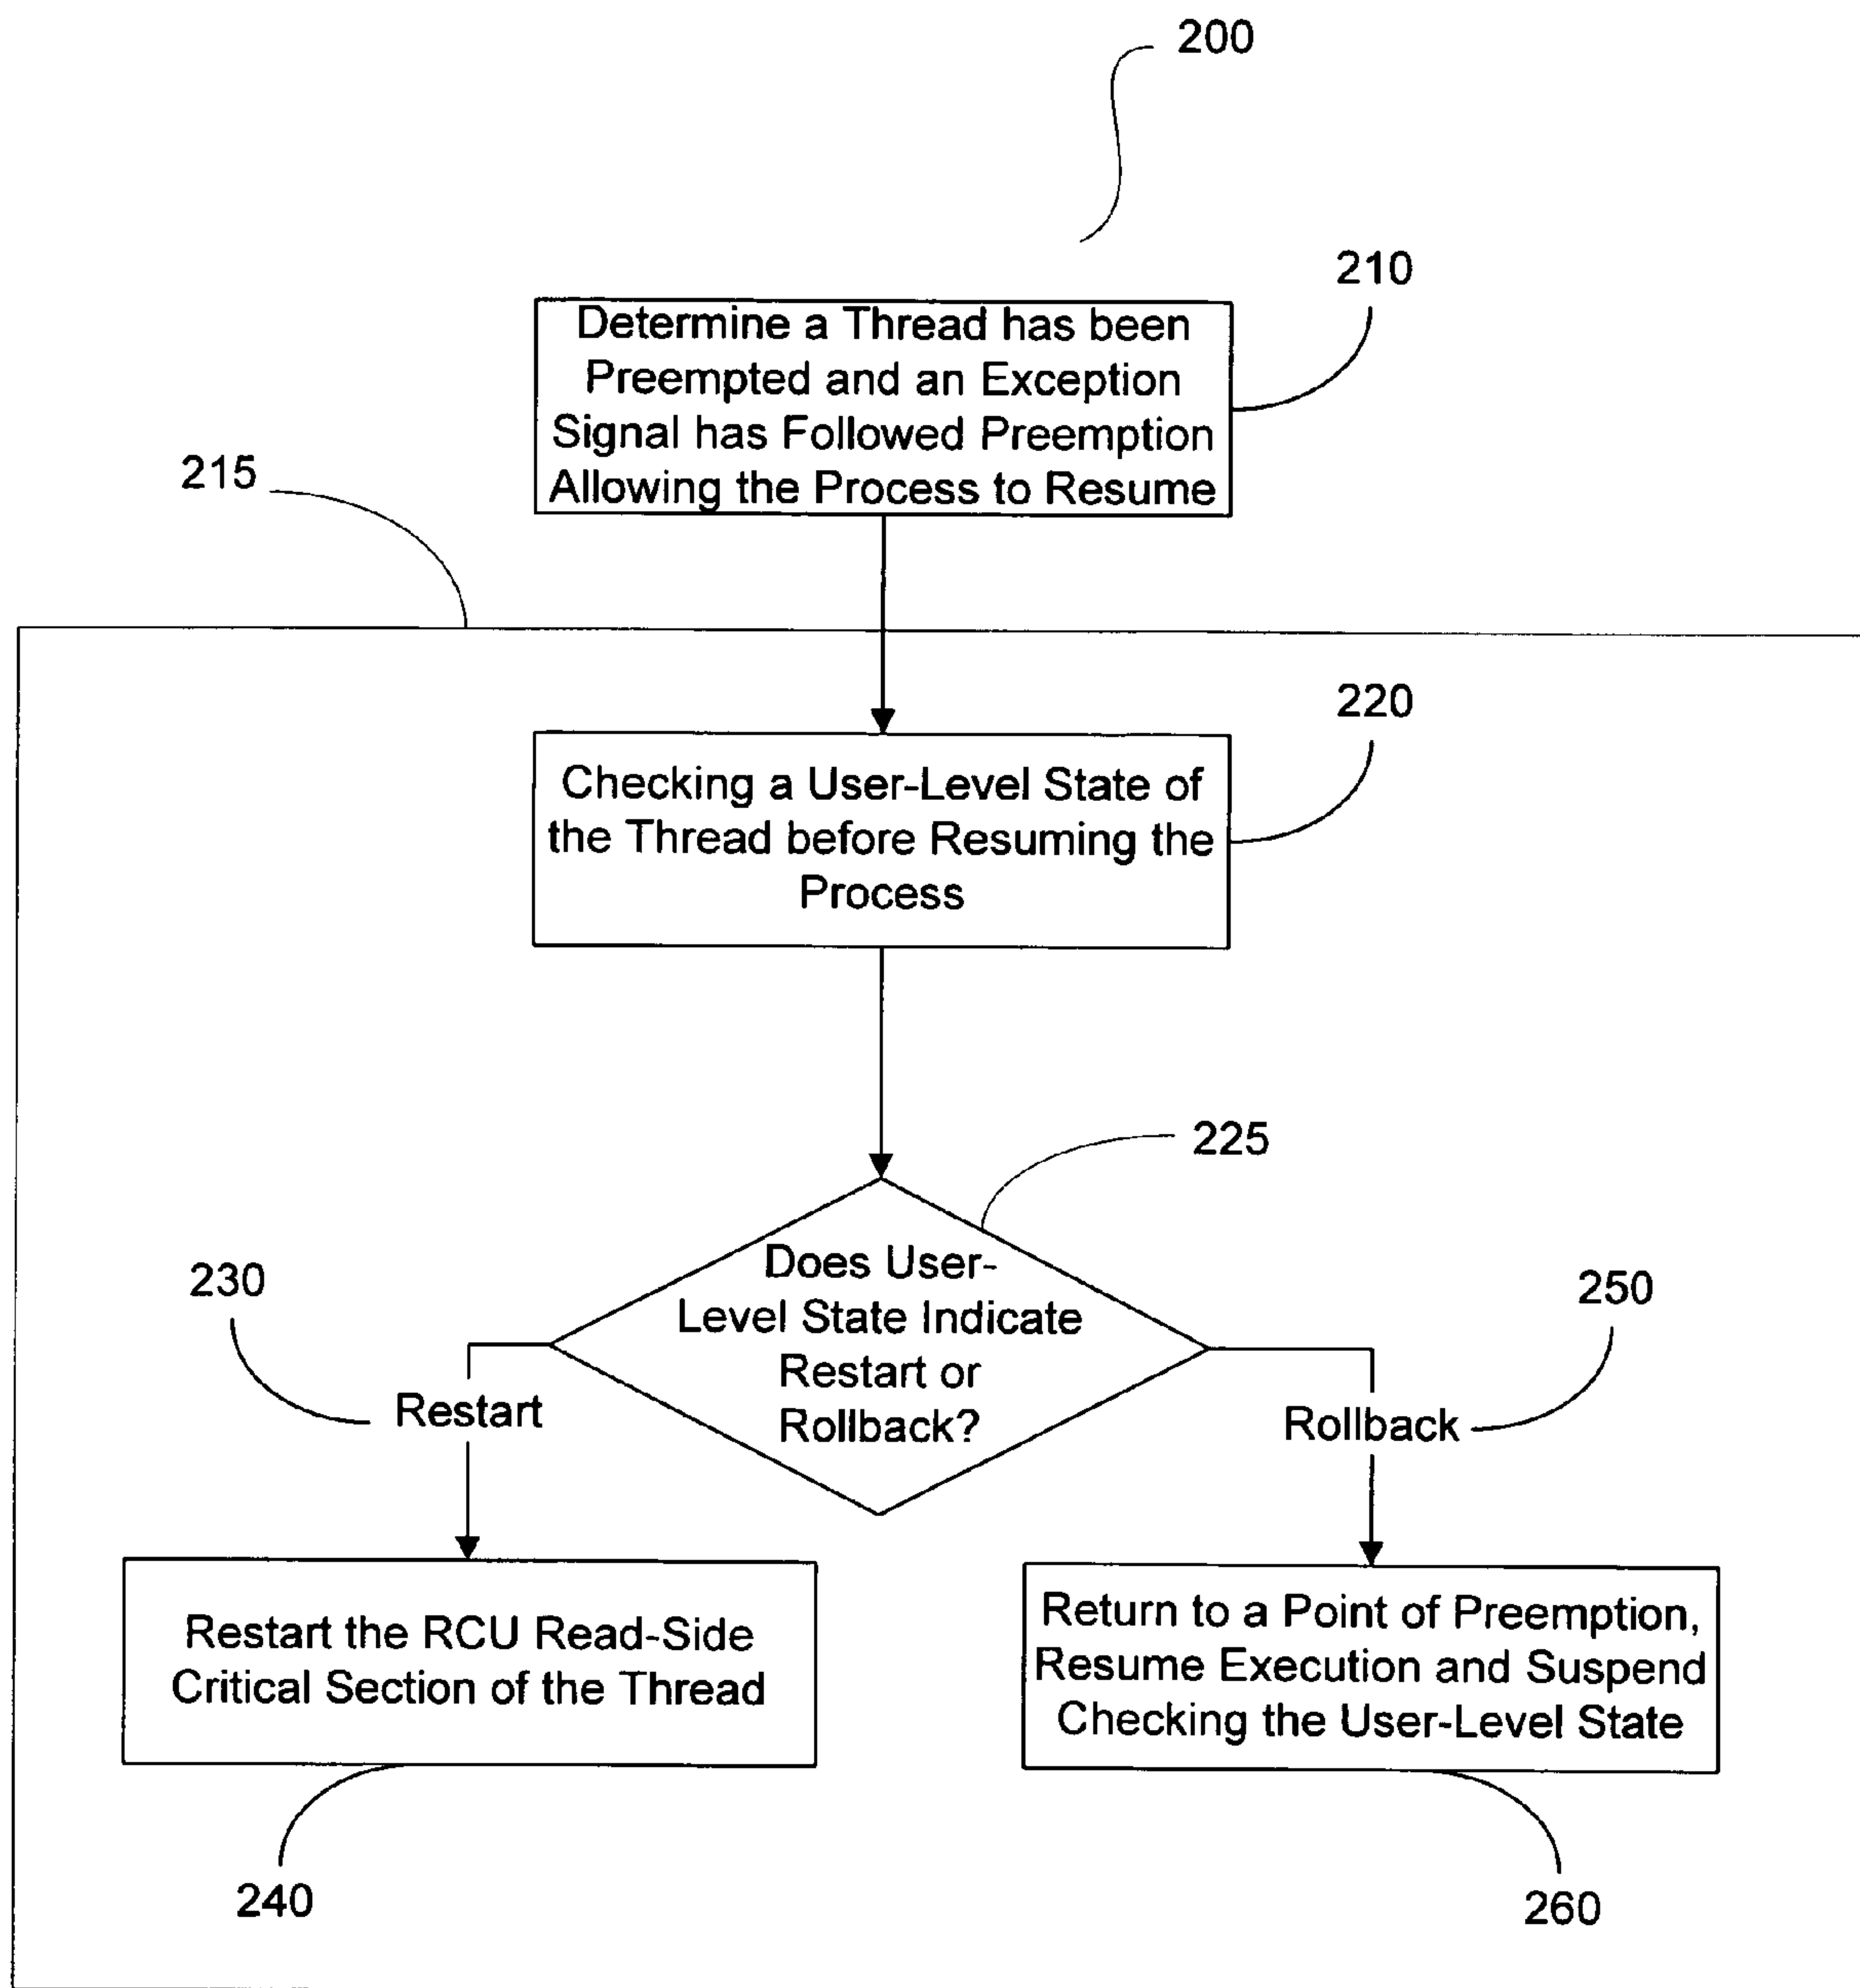 200
210
Determine a Thread has been
Preempted and an Exception
Signal has Followed Preemption
Allowing the Process to Resume
215
220
Checking a User-Level State of
the Thread before Resuming the
Process
225
Does User-
Level State Indicate
Restart or
Rollback?
230
Restart
250
Rollback
Restart the RCU Read-Side
Critical Section of the Thread
Return to a Point of Preemption,
Resume Execution and Suspend
Checking the User-Level State
240
260